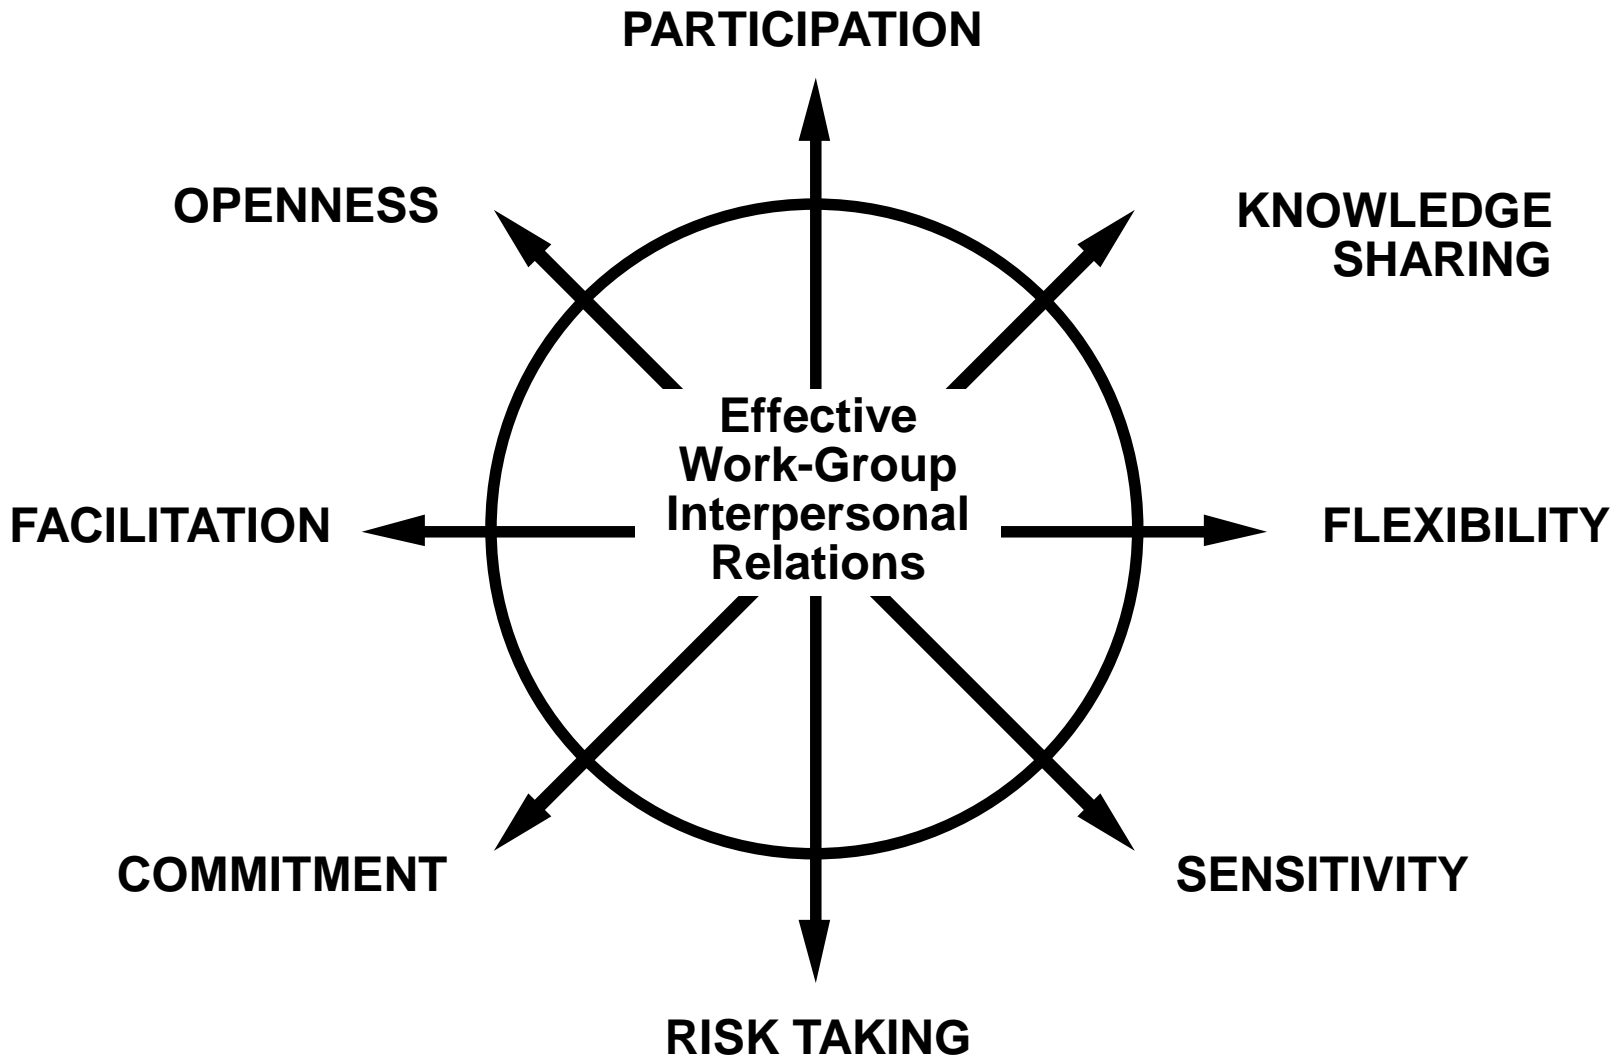 PARTICIPATION
OPENNESS
KNOWLEDGE
SHARING
Effective
Work-Group
Interpersonal
Relations
FACILITATION
FLEXIBILITY
COMMITMENT
SENSITIVITY
RISK TAKING